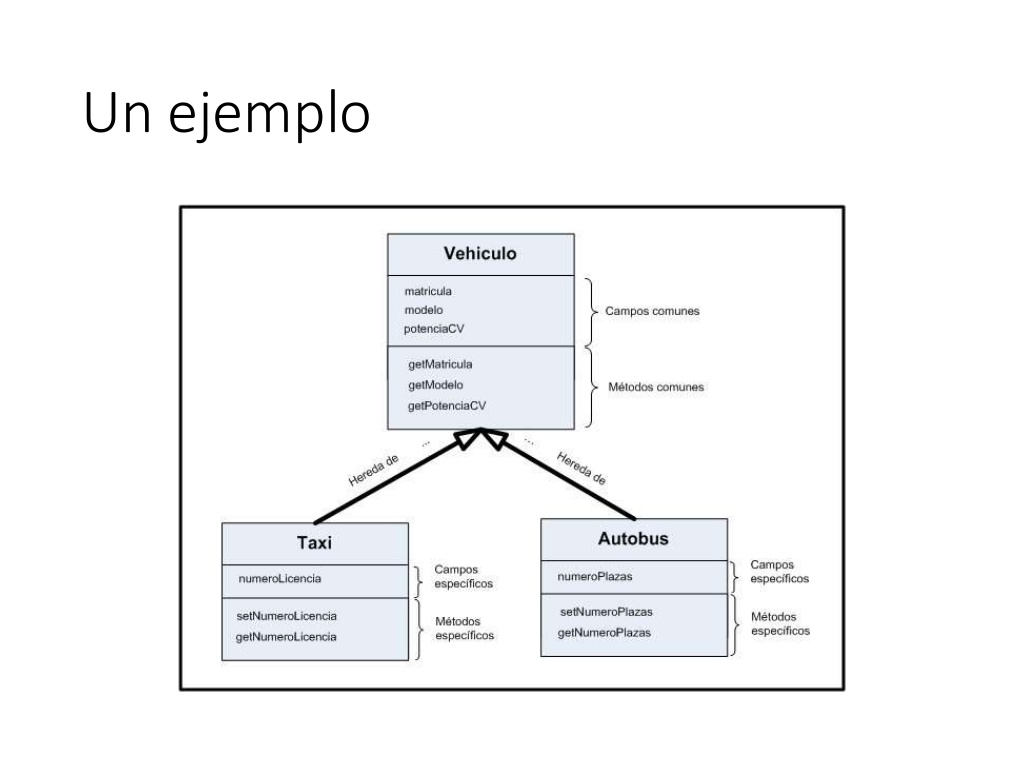 Un ejemplo
Vehiculo
matricula
modelo
potenciaCV
Campos comunes
getMatricula
getModelo
getPotenciaCV
Métodos comunes
Hereda de
...
...
Hereda de
Taxi
numeroLicencia
Campos
específicos
setNumeroLicencia
getNumeroLicencia
Métodos
específicos
Autobus
numeroPlazas
Campos
específicos
setNumeroPlazas
getNumeroPlazas
Métodos
específicos